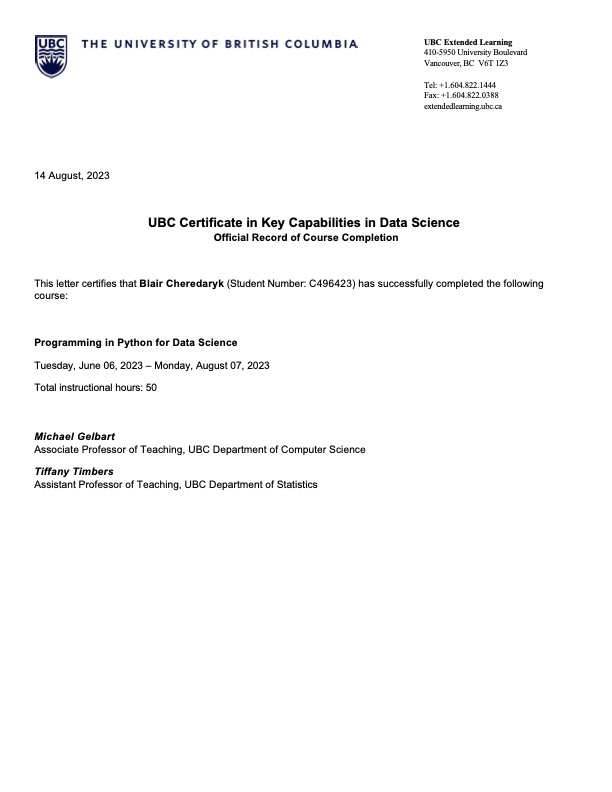 UBC
THE UNIVERSITY OF BRITISH COLUMBIA
UBC Extended Learning
410-5950 University Boulevard
Vancouver, BC  V6T 1Z3
Tel: +1.604.822.1444
Fax: +1.604.822.0388
extendedlearning.ubc.ca
14 August, 2023
UBC Certificate in Key Capabilities in Data Science
Official Record of Course Completion
This letter certifies that Blair Cheredaryk (Student Number: C496423) has successfully completed the following
course:
Programming in Python for Data Science
Tuesday, June 06, 2023 – Monday, August 07, 2023
Total instructional hours: 50
Michael Gelbart
Associate Professor of Teaching, UBC Department of Computer Science
Tiffany Timbers
Assistant Professor of Teaching, UBC Department of Statistics